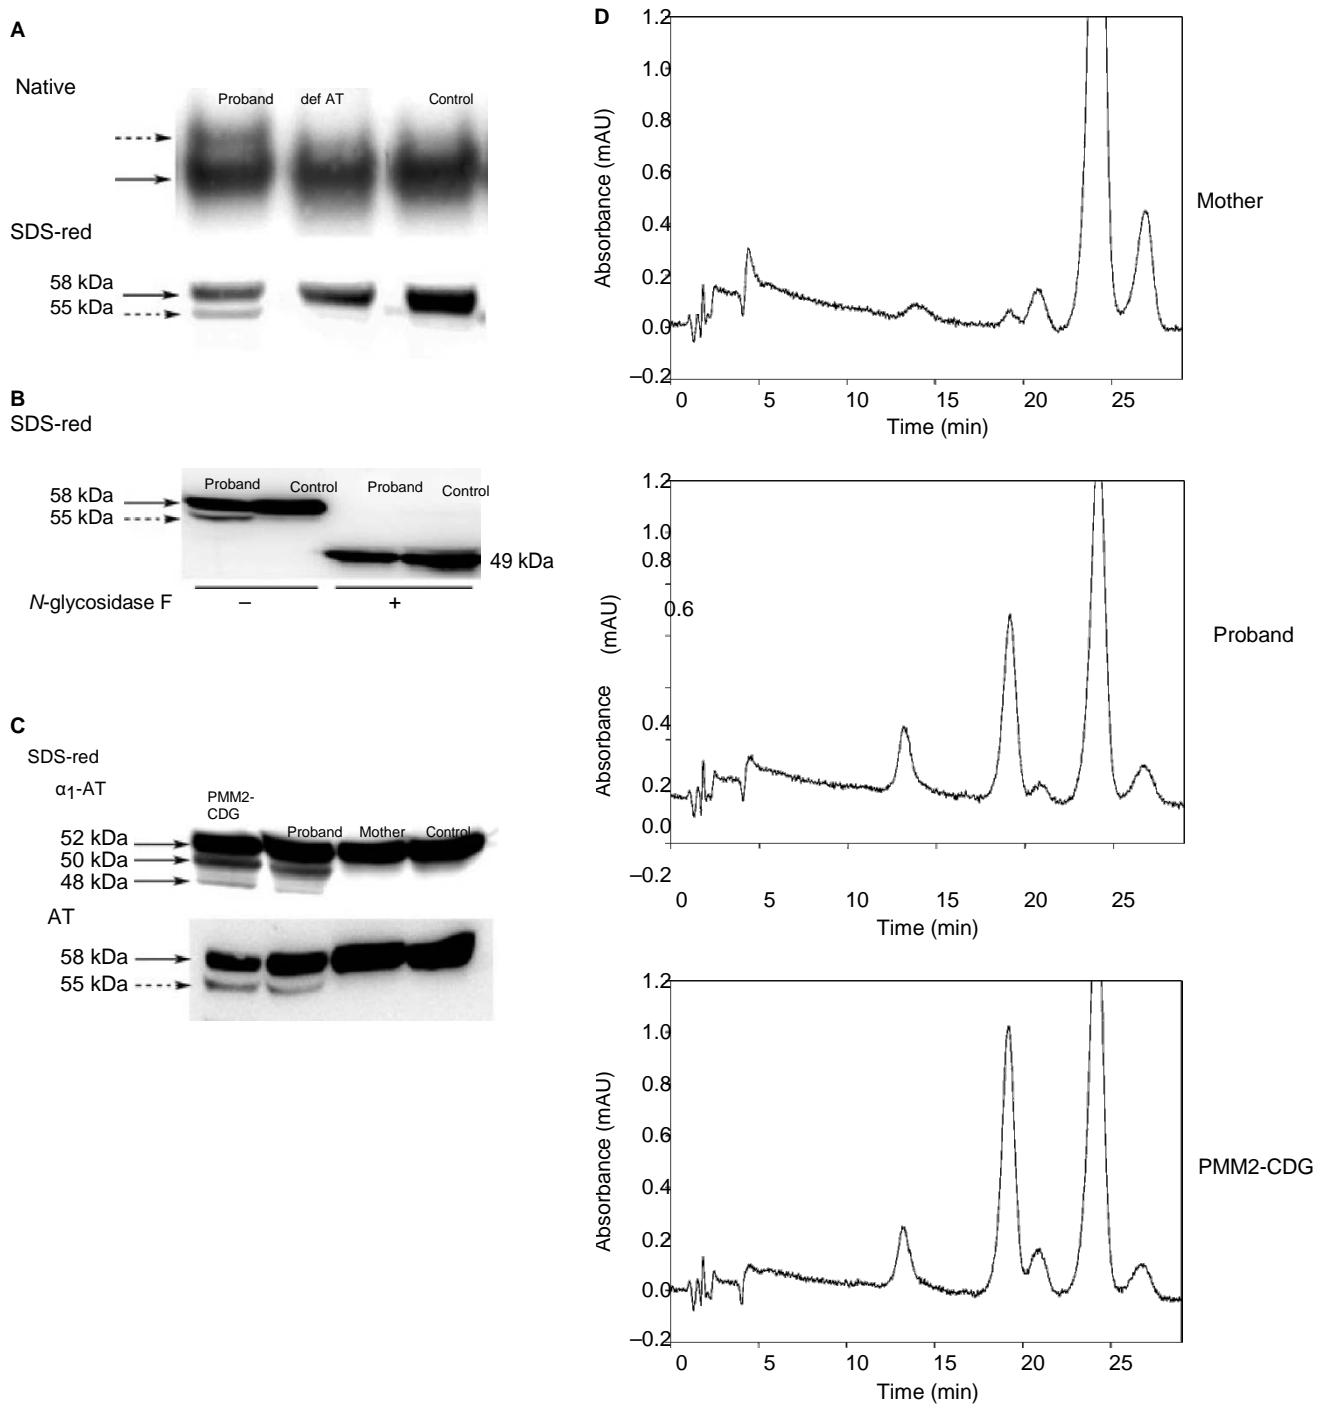 A
Native
Proband def AT Control
SDS-red
58 kDa
55 kDa
B
SDS-red
58 kDa
55 kDa
Proband Control Proband Control
49 kDa
N-glycosidase F – +
C
SDS-red
α1-AT
PMM2-
CDG
Proband Mother Control
52 kDa
50 kDa
48 kDa
AT
58 kDa
55 kDa
D
1.2
1.0
0.8
0.6
0.4
0.2
0.0
–0.2
Absorbance (mAU)
0 5 10 15 20 25
Time (min)
Mother
1.2
1.0
0.8
0.6
0.4
0.2
0.0
–0.2
Absorbance (mAU)
0 5 10 15 20 25
Time (min)
Proband
1.2
1.0
0.8
0.6
0.4
0.2
0.0
–0.2
Absorbance (mAU)
0 5 10 15 20 25
Time (min)
PMM2-CDG